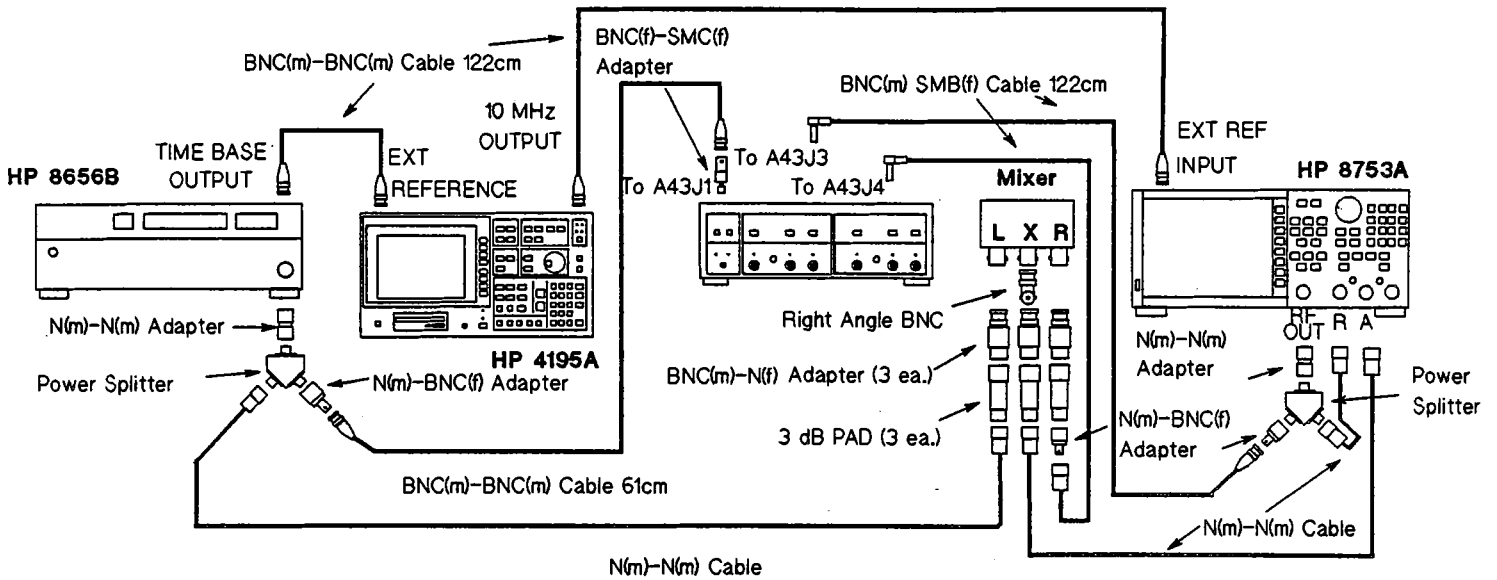 BNC(m)-BNC(m) Cable 122cm
BNC(f)-SMC(f)
Adapter
BNC(m) SMB(f) Cable 122cm
10 MHz
OUTPUT
EXT REF
INPUT
TIME BASE
OUTPUT
EXT
REFERENCE
To A43J3
To A43J1
To A43J4
HP 8656B
Mixer
HP 8753A
L X R
N(m)-N(m) Adapter
HP 4195A
Right Angle BNC
RF
OUT
R A
N(m)-N(m)
Adapter
Power Splitter
N(m)-BNC(f) Adapter
BNC(m)-N(f) Adapter (3 ea.)
Power
Splitter
3 dB PAD (3 ea.)
N(m)-BNC(f)
Adapter
BNC(m)-BNC(m) Cable 61cm
N(m)-N(m) Cable
N(m)-N(m) Cable